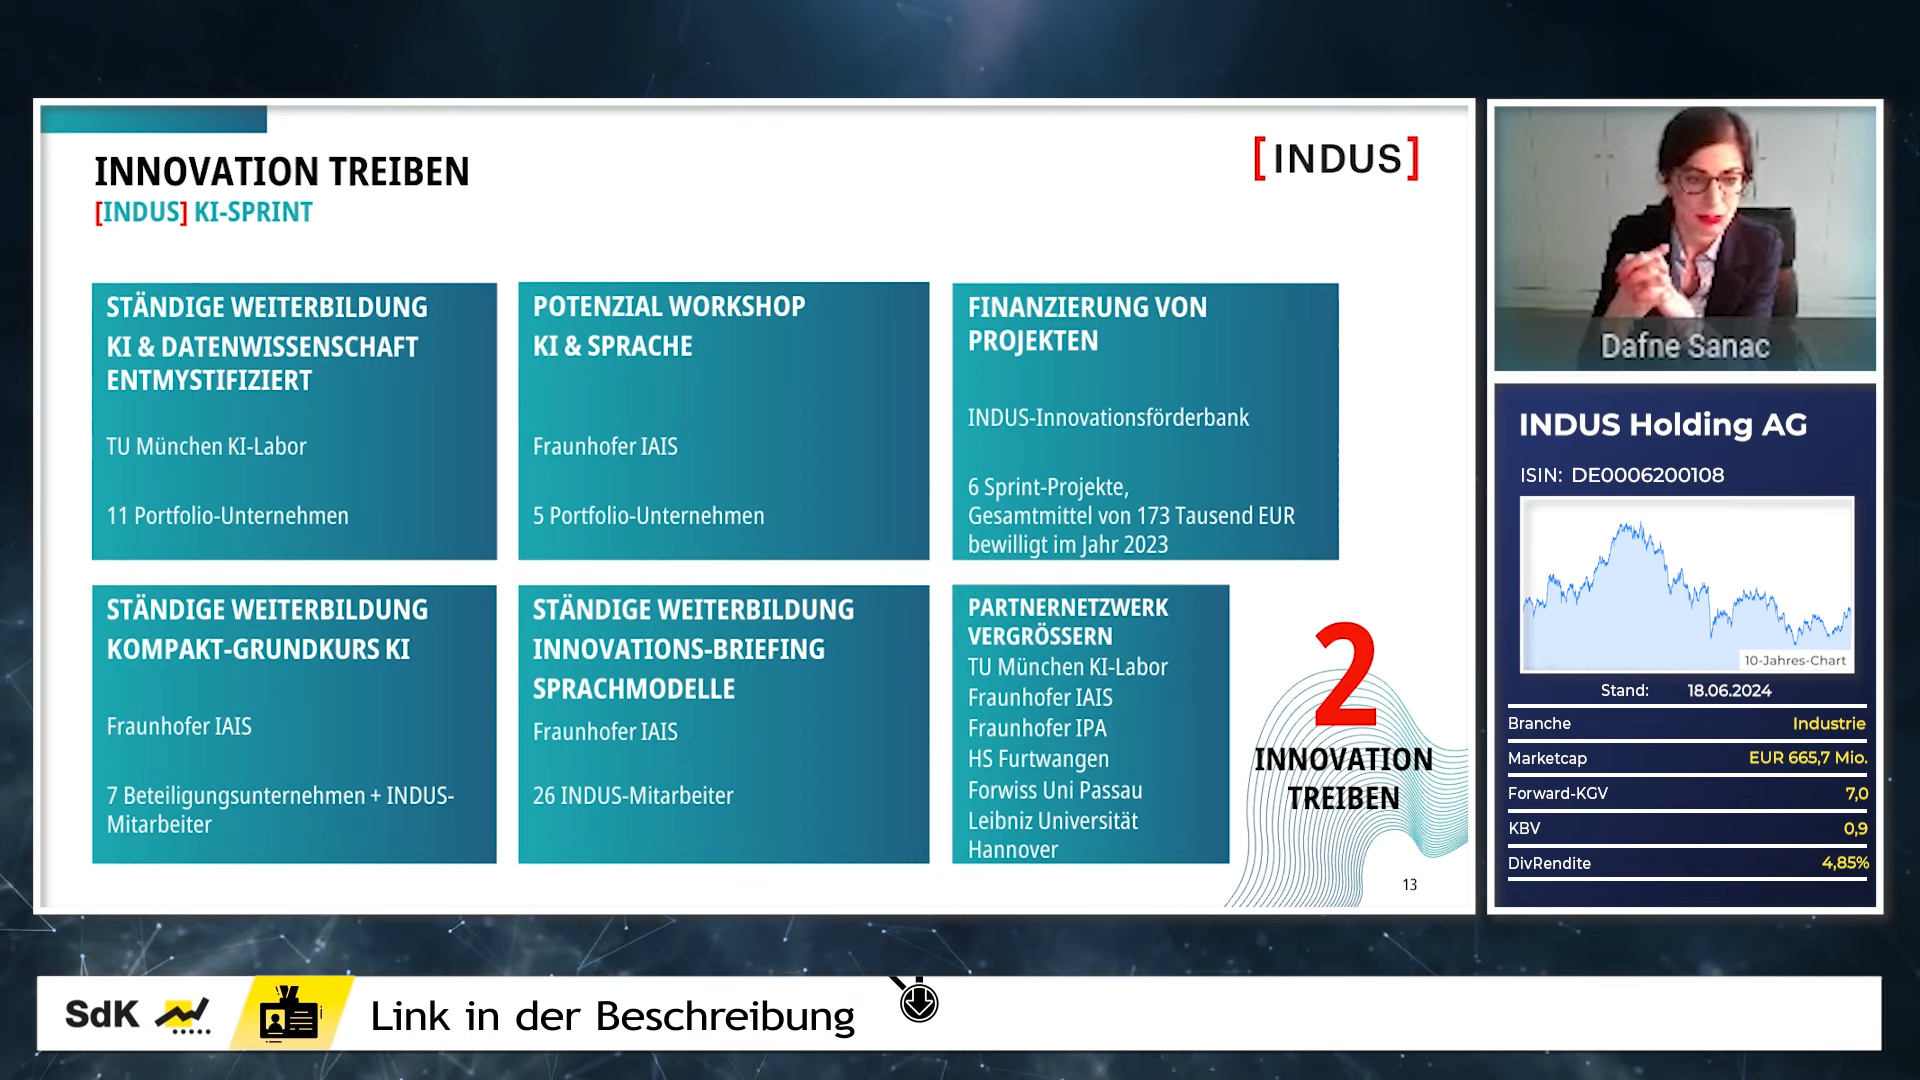 INNOVATION TREIBEN
[INDUS] KI-SPRINT
[INDUS]
STÄNDIGE WEITERBILDUNG
KI & DATENWISSENSCHAFT
ENTMYSTIFIZIERT
TU München KI-Labor
11 Portfolio-Unternehmen
POTENZIAL WORKSHOP
KI & SPRACHE
Fraunhofer IAIS
5 Portfolio-Unternehmen
FINANZIERUNG VON
PROJEKTEN
INDUS-Innovationsförderbank
6 Sprint-Projekte,
Gesamtmittel von 173 Tausend EUR
bewilligt im Jahr 2023
STÄNDIGE WEITERBILDUNG
KOMPAKT-GRUNDKURS KI
Fraunhofer IAIS
7 Beteiligungsunternehmen + INDUS-
Mitarbeiter
STÄNDIGE WEITERBILDUNG
INNOVATIONS-BRIEFING
SPRACHMODELLE
Fraunhofer IAIS
26 INDUS-Mitarbeiter
PARTNERNETZWERK
VERGRÖSSERN
TU München KI-Labor
Fraunhofer IAIS
Fraunhofer IPA
HS Furtwangen
Forwiss Uni Passau
Leibniz Universität
Hannover
2
INNOVATION
TREIBEN
13
Dafne Sanac
INDUS Holding AG
ISIN: DE0006200108
10-Jahres-Chart
Stand: 18.06.2024
Branche Industrie
Marketcap EUR 665,7 Mio.
Forward-KGV 7,0
KBV 0,9
DivRendite 4,85%
SdK
Link in der Beschreibung